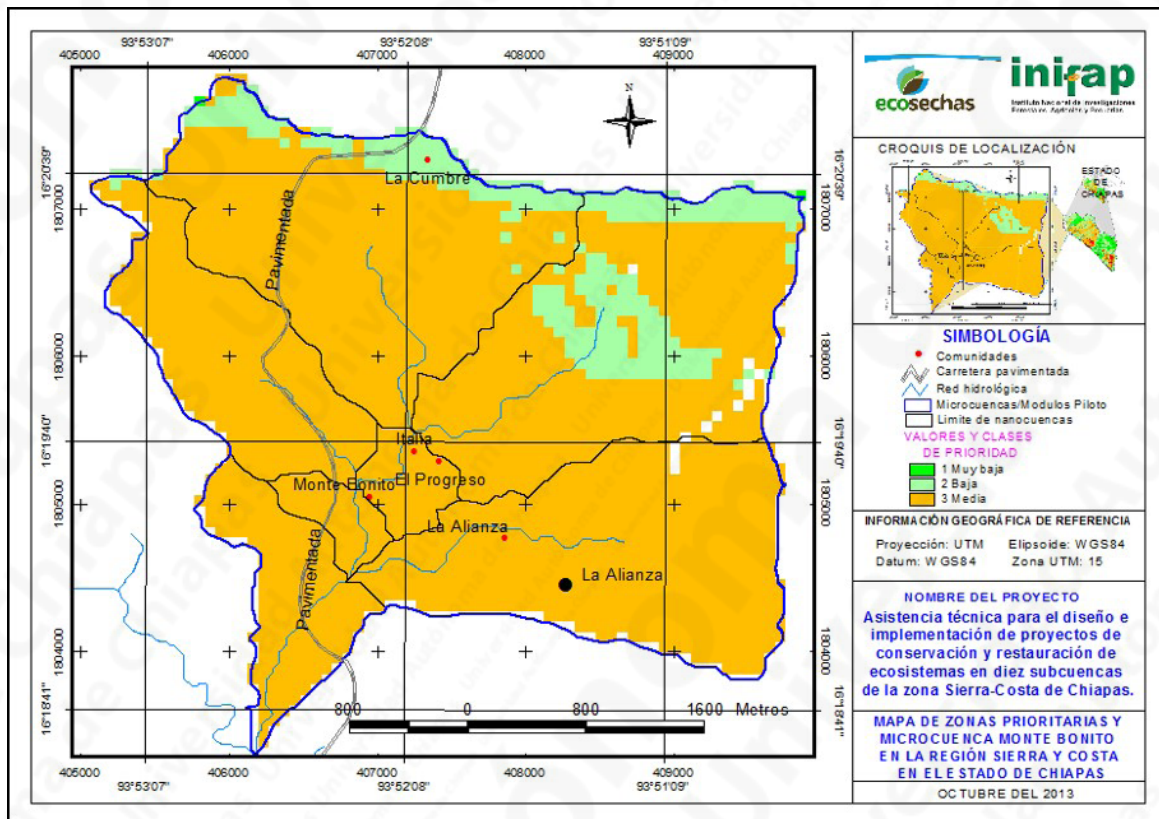 93°53'07" 93°52'08" 93°51'09"
405000 406000 407000 408000 409000
N
La Cumbre
Pavimentada
Italia
El Progreso
Monte Bonito
La Alianza
La Alianza
Pavimentada
800 0 800 1600 Metros
16°20'39"
1807000
1806000
16°19'40"
1805000
1804000
16°18'41"
16°20'39"
1807000
1806000
16°19'40"
1805000
1804000
16°18'41"
405000 406000 407000 408000 409000
93°53'07" 93°52'08" 93°51'09"
ecosechas
inifap
Instituto Nacional de Investigaciones
Forestales, Agrícolas y Pecuarias
CROQUIS DE LOCALIZACIÓN
ESTADO
DE
CHIAPAS
SIMBOLOGÍA
Comunidades
Carretera pavimentada
Red hidrológica
Microcuencas/Modulos Piloto
Limite de nanocuencas
VALORES Y CLASES
DE PRIORIDAD
1 Muy baja
2 Baja
3 Media
INFORMACIÓN GEOGRÁFICA DE REFERENCIA
Proyección: UTM Elipsoide: WGS84
Datum: WGS84 Zona UTM: 15
NOMBRE DEL PROYECTO
Asistencia técnica para el diseño e
implementación de proyectos de
conservación y restauración de
ecosistemas en diez subcuencas
de la zona Sierra-Costa de Chiapas.
MAPA DE ZONAS PRIORITARIAS Y
MICROCUENCA MONTE BONITO
EN LA REGIÓN SIERRA Y COSTA
EN EL ESTADO DE CHIAPAS
OCTUBRE DEL 2013